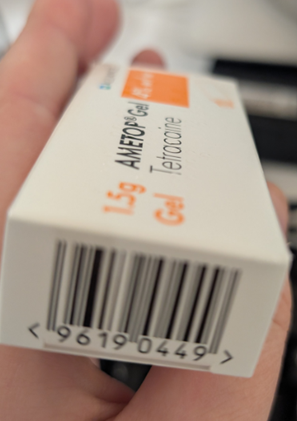 AMETOP® Gel
Tetracaine
1.5g
Gel
< 9619 0449 >